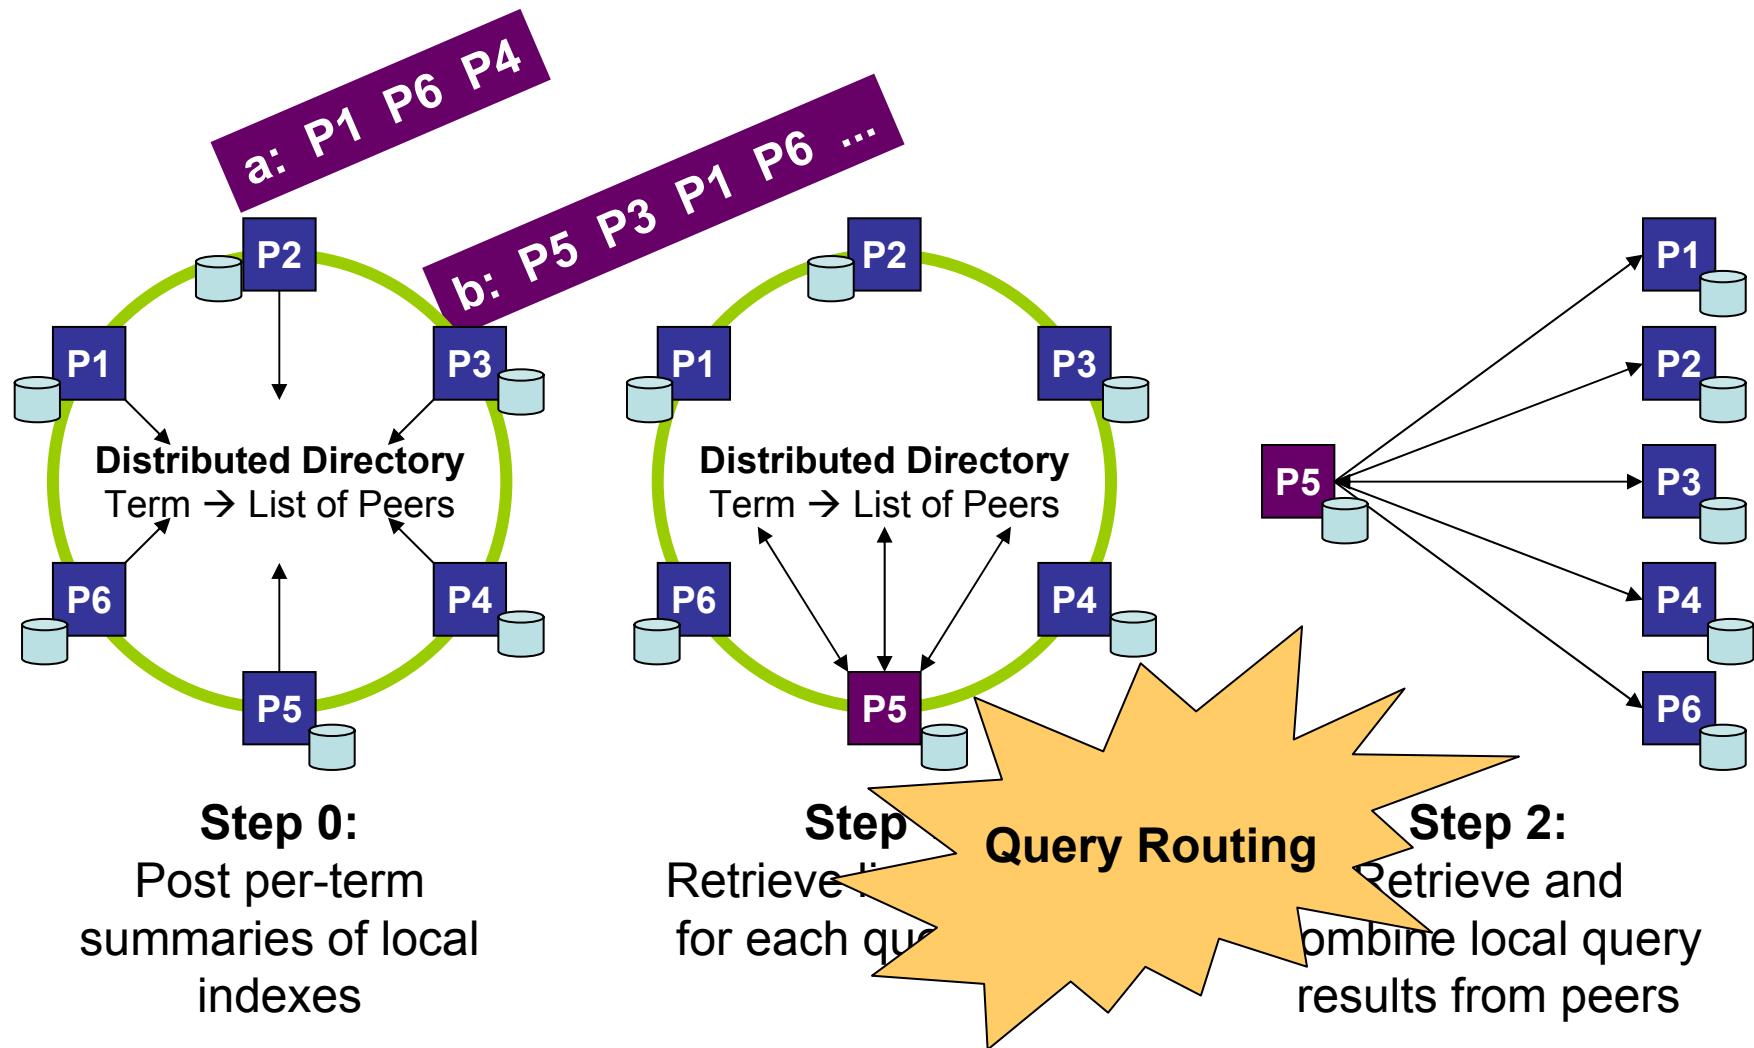 a: P1 P6 P4
b: P5 P3 P1 P6 ...
P2
P1
P3
Distributed Directory
Term → List of Peers
P6
P4
P5
Step 0:
Post per-term
summaries of local
indexes
P2
P1
P3
Distributed Directory
Term → List of Peers
P6
P4
P5
Step
Retrieve
for each
Query Routing
P5
P1
P2
P3
P4
P6
Step 2:
Retrieve and
combine local query
results from peers